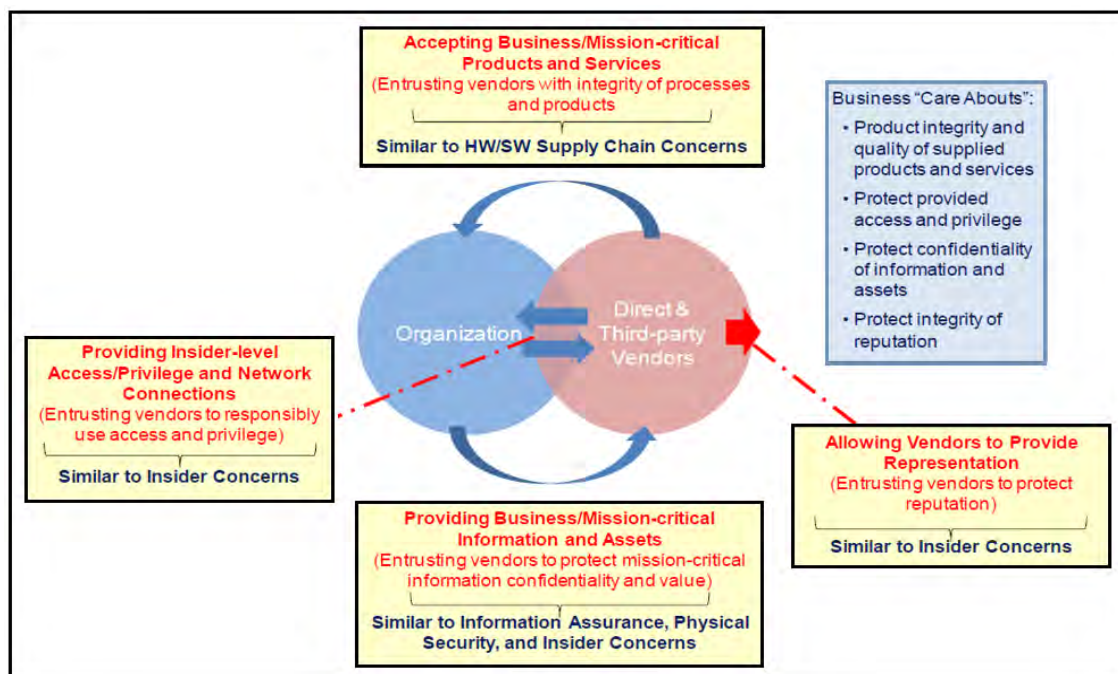 Accepting Business/Mission-critical
Products and Services
(Entrusting vendors with integrity of processes
and products
Similar to HW/SW Supply Chain Concerns
Business “Care Abouts”:
• Product integrity and
quality of supplied
products and services
• Protect provided
access and privilege
• Protect confidentiality
of information and
assets
• Protect integrity of
reputation
Organization
Direct &
Third-party
Vendors
Providing Insider-level
Access/Privilege and Network
Connections
(Entrusting vendors to responsibly
use access and privilege)
Similar to Insider Concerns
Allowing Vendors to Provide
Representation
(Entrusting vendors to protect
reputation)
Similar to Insider Concerns
Providing Business/Mission-critical
Information and Assets
(Entrusting vendors to protect mission-critical
information confidentiality and value)
Similar to Information Assurance, Physical
Security, and Insider Concerns